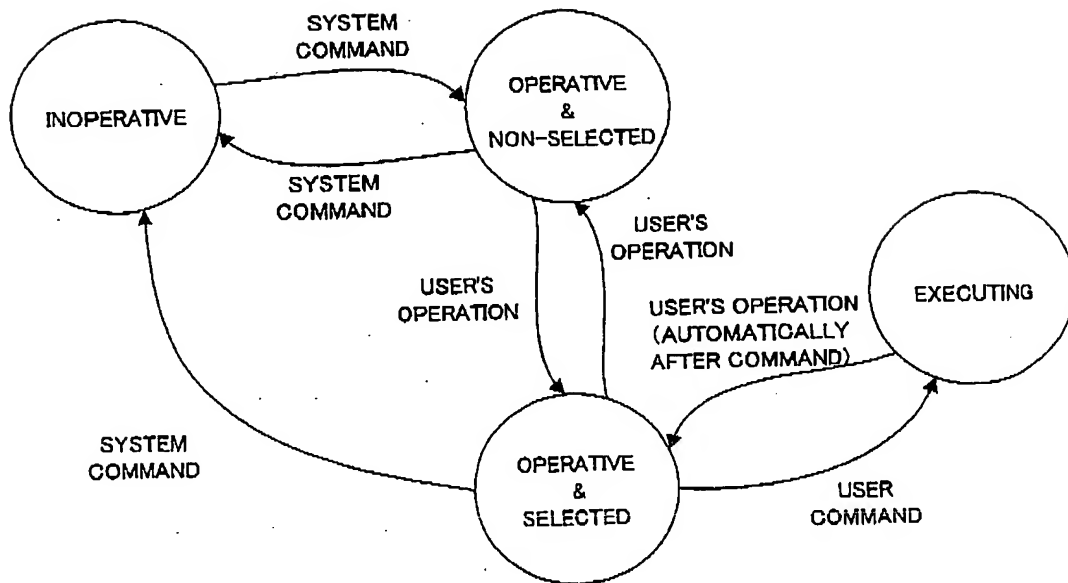 SYSTEM
COMMAND
INOPERATIVE
OPERATIVE
&
NON-SELECTED
SYSTEM
COMMAND
USER'S
OPERATION
USER'S
OPERATION
EXECUTING
USER'S OPERATION
(AUTOMATICALLY
AFTER COMMAND)
SYSTEM
COMMAND
OPERATIVE
&
SELECTED
USER
COMMAND